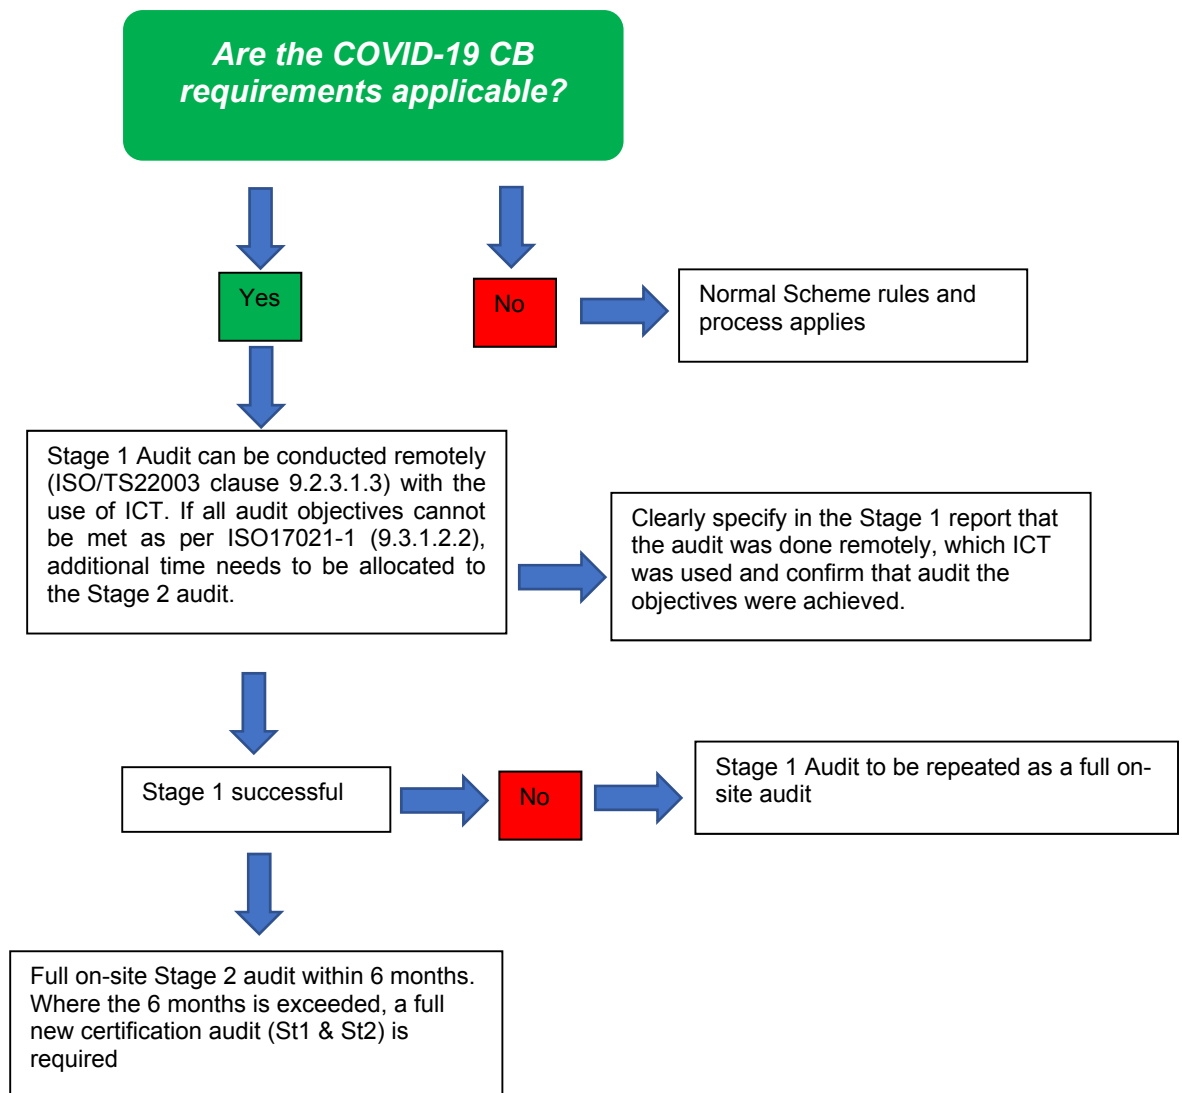 Are the COVID-19 CB
requirements applicable?
Yes
No
Normal Scheme rules and
process applies
Stage 1 Audit can be conducted remotely
(ISO/TS22003 clause 9.2.3.1.3) with the
use of ICT. If all audit objectives cannot
be met as per ISO17021-1 (9.3.1.2.2),
additional time needs to be allocated to
the Stage 2 audit.
Clearly specify in the Stage 1 report that
the audit was done remotely, which ICT
was used and confirm that audit the
objectives were achieved.
Stage 1 successful
No
Stage 1 Audit to be repeated as a full on-
site audit
Full on-site Stage 2 audit within 6 months.
Where the 6 months is exceeded, a full
new certification audit (St1 & St2) is
required